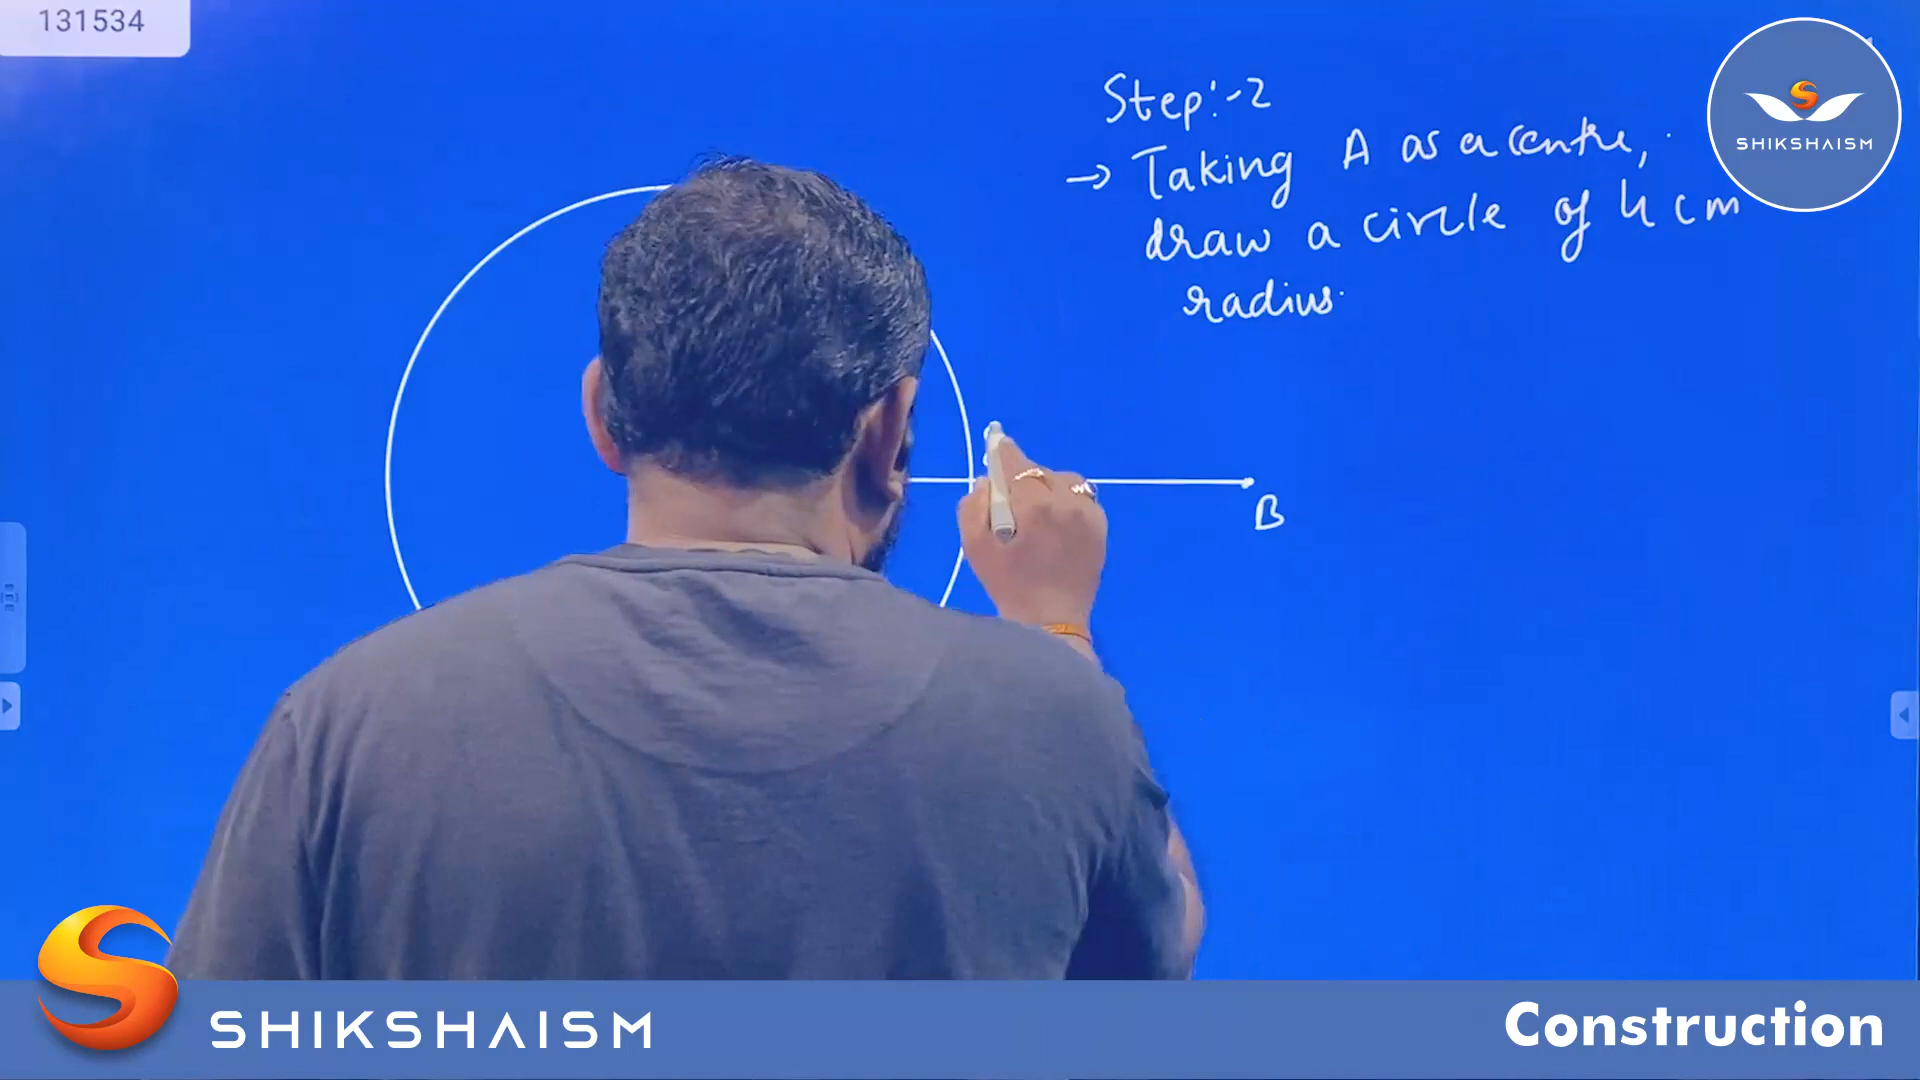 131534
Step:-2
→ Taking A as a centre,
draw a circle of 4 cm
radius.
SHIKSHAISM
B
SHIKSHAISM
Construction